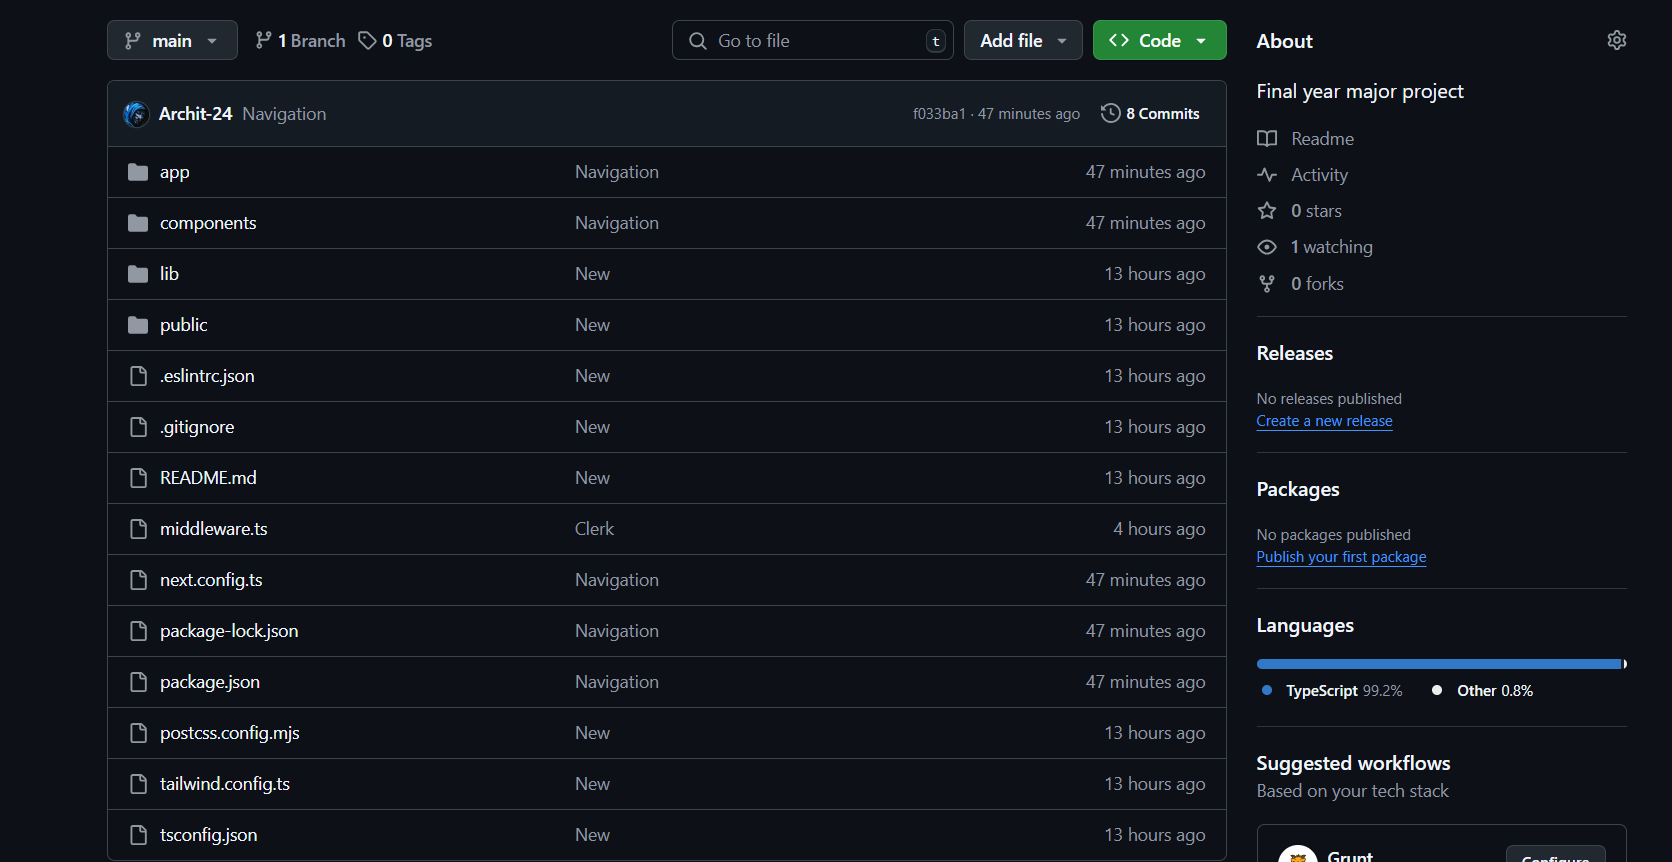 main 1 Branch 0 Tags Go to file t Add file Code
Archit-24 Navigation f033ba1 · 47 minutes ago 8 Commits
app Navigation 47 minutes ago
components Navigation 47 minutes ago
lib New 13 hours ago
public New 13 hours ago
.eslintrc.json New 13 hours ago
.gitignore New 13 hours ago
README.md New 13 hours ago
middleware.ts Clerk 4 hours ago
next.config.ts Navigation 47 minutes ago
package-lock.json Navigation 47 minutes ago
package.json Navigation 47 minutes ago
postcss.config.mjs New 13 hours ago
tailwind.config.ts New 13 hours ago
tsconfig.json New 13 hours ago
About
Final year major project
Readme
Activity
0 stars
1 watching
0 forks
Releases
No releases published
Create a new release
Packages
No packages published
Publish your first package
Languages
TypeScript 99.2% Other 0.8%
Suggested workflows
Based on your tech stack
Grunt Configure